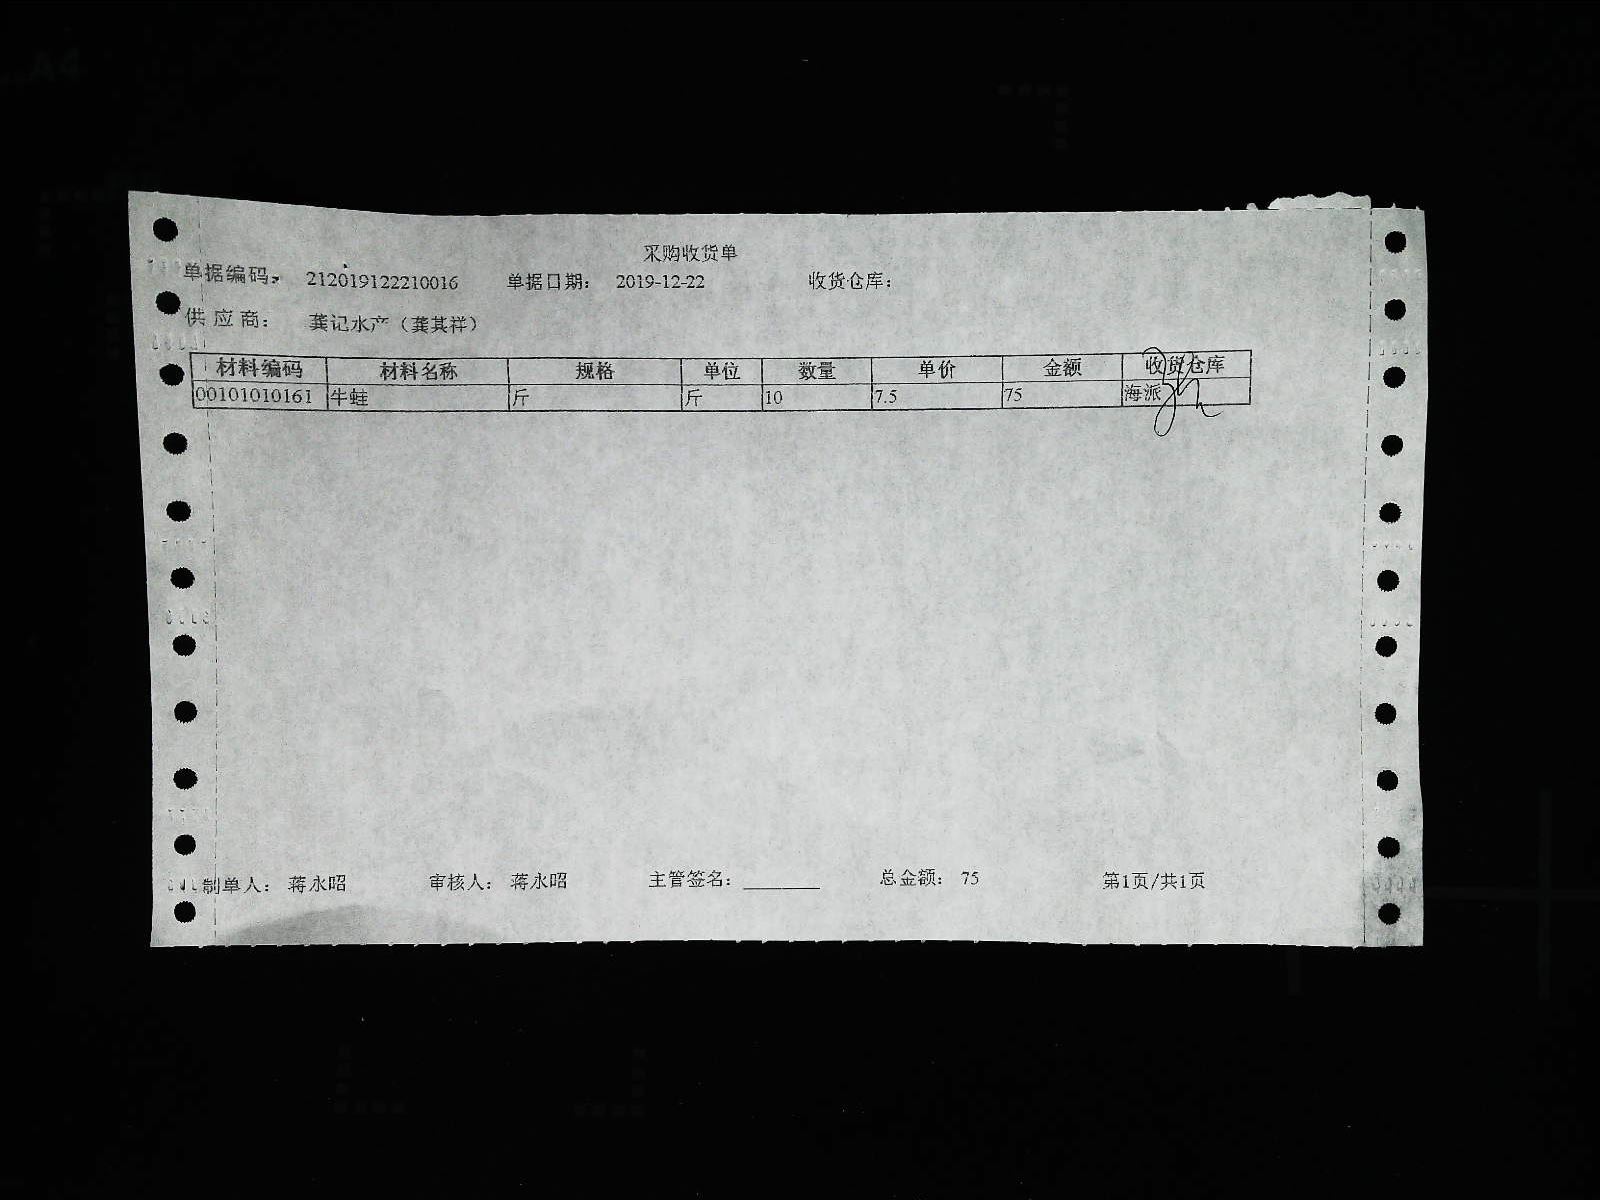 采购收货单
单据编码： 212019122210016 单据日期： 2019-12-22 收货仓库：
供应商： 龚记水产（龚其祥）
材料编码 材料名称 规格 单位 数量 单价 金额 收货仓库
00101010161 牛蛙 斤 斤 10 7.5 75 海派
制单人： 蒋永昭 审核人： 蒋永昭 主管签名：________ 总金额： 75 第1页/共1页